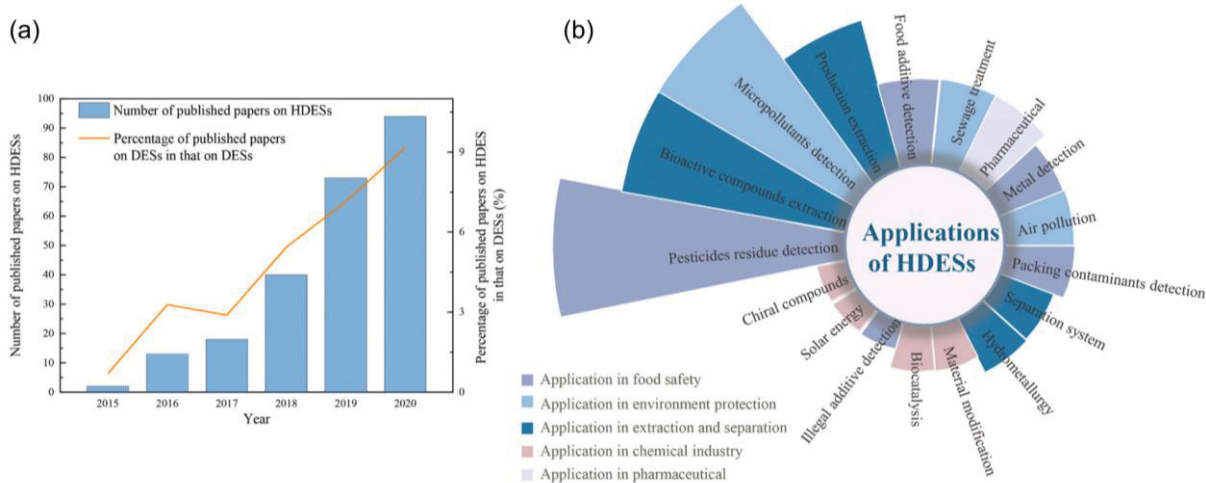 (a)
Number of published papers on HDESs
Percentage of published papers
on DESs in that on DESs
Number of published papers on HDESs
100
90
80
70
60
50
40
30
20
10
0
9
6
3
0
Percentage of published papers on HDES
in that on DESs (%)
2015 2016 2017 2018 2019 2020
Year
(b)
Applications
of HDESs
Pesticides residue detection
Bioactive compounds extraction
Micropollutants detection
Production extraction
Food additive detection
Sewage treatment
Pharmaceutical
Metal detection
Air pollution
Packing contaminants detection
Separation system
Hydrometallurgy
Material modification
Biocatalysis
Illegal additive detection
Solar energy
Chiral compounds
Application in food safety
Application in environment protection
Application in extraction and separation
Application in chemical industry
Application in pharmaceutical